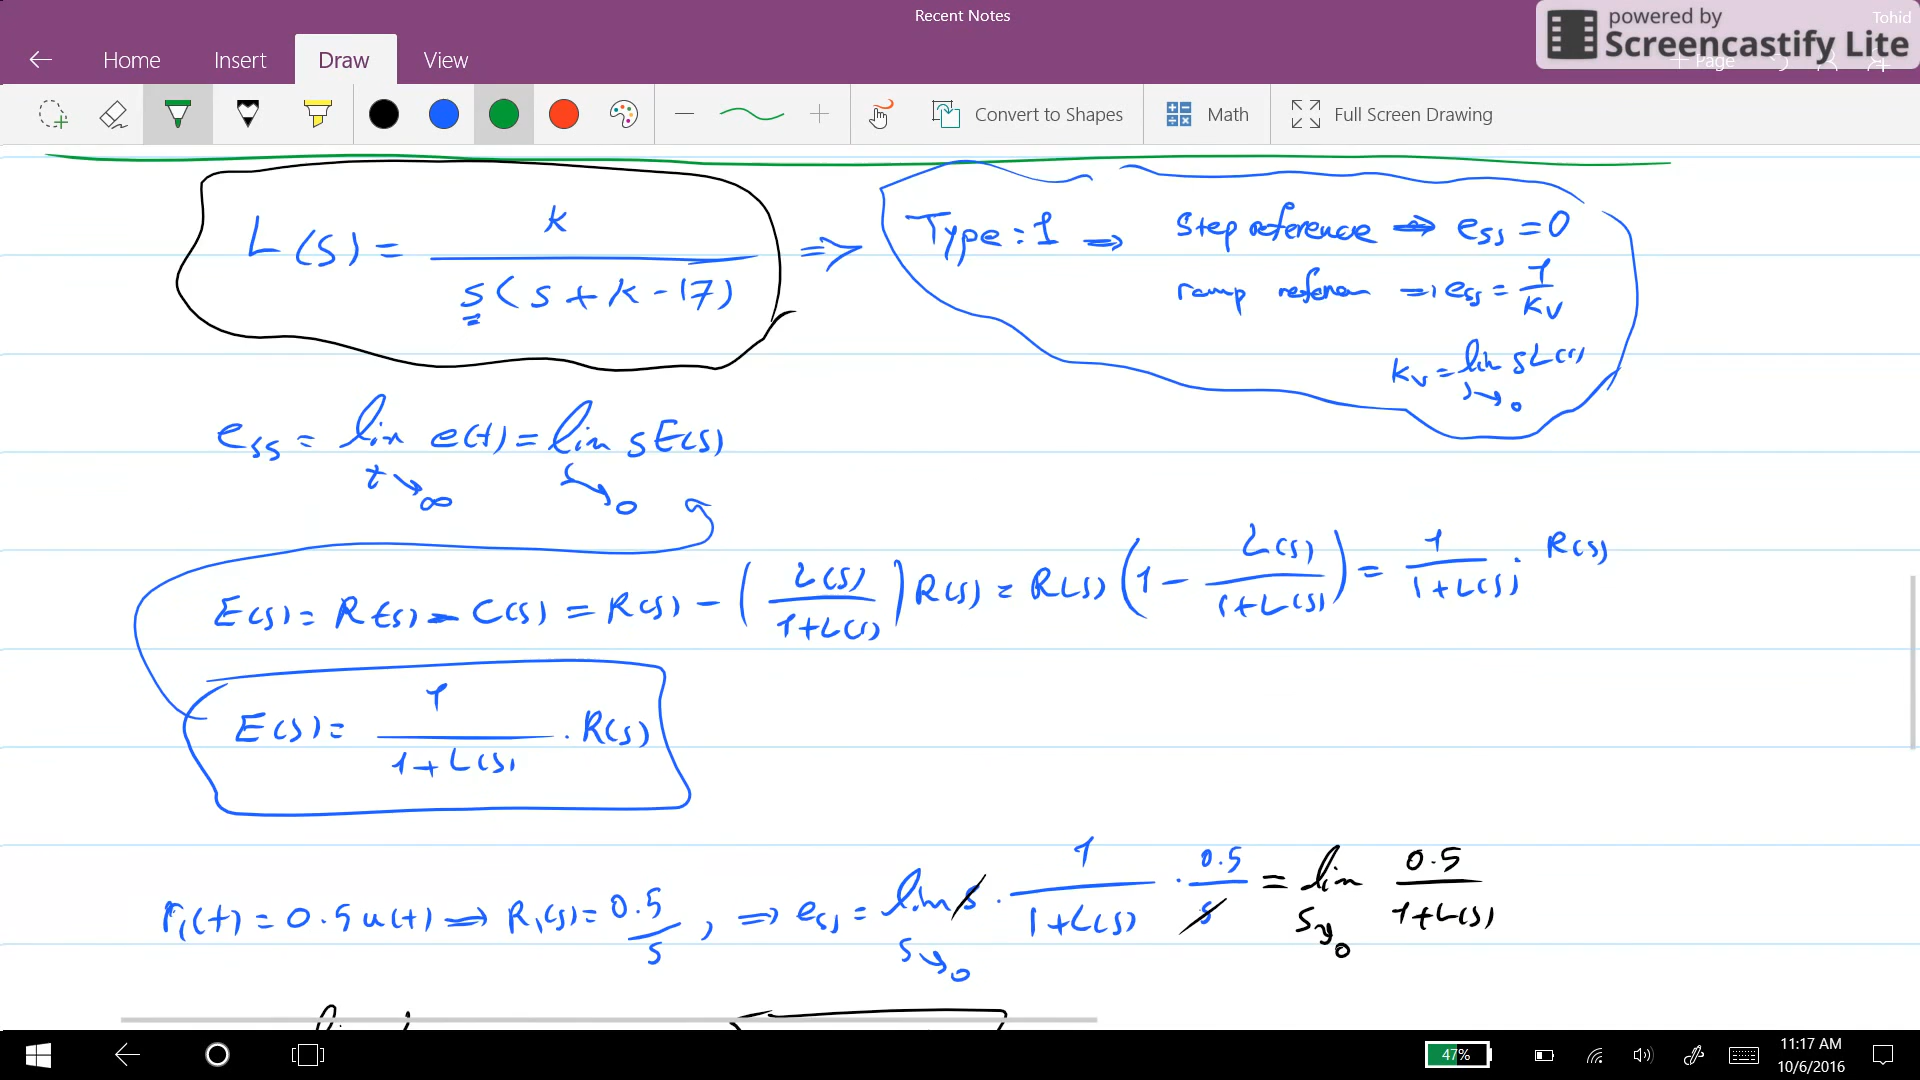 Recent Notes
Tohid
powered by
Screencastify Lite
Home Insert Draw View
+ Page
Convert to Shapes Math Full Screen Drawing
L(s) = k / s(s + k - 17) => Type: 1 → Step reference ⇒ ess = 0
ramp referen ⇒ ess = 1/Kv
Kv = lim s→0 sL(s)
ess = lim t→∞ e(t) = lim s→0 sE(s)
E(s) = R(s) - C(s) = R(s) - (L(s)/1+L(s)) R(s) = R(s) (1 - L(s)/1+L(s)) = 1/1+L(s) . R(s)
E(s) = 1/1+L(s) . R(s)
r1(t) = 0.5u(t) ⇒ R1(s) = 0.5/s , ⇒ ess = lim s→0 s . 1/1+L(s) . 0.5/s = lim s→0 0.5/1+L(s)
47%
11:17 AM
10/6/2016